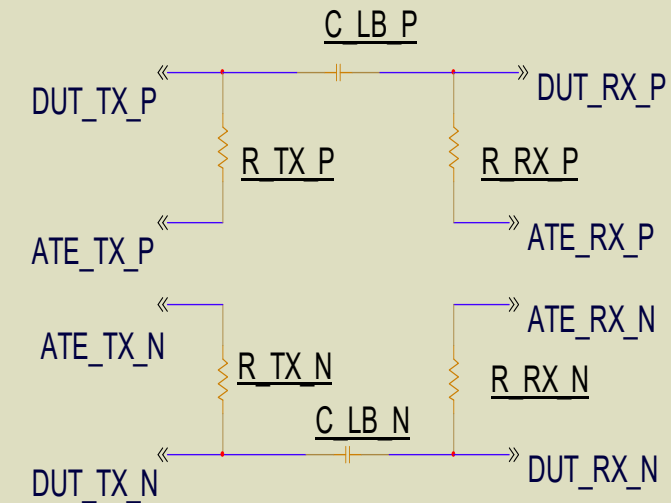 C_LB_P
DUT_TX_P
DUT_RX_P
R_TX_P
R_RX_P
ATE_TX_P
ATE_RX_P
ATE_TX_N
ATE_RX_N
R_TX_N
R_RX_N
C_LB_N
DUT_TX_N
DUT_RX_N